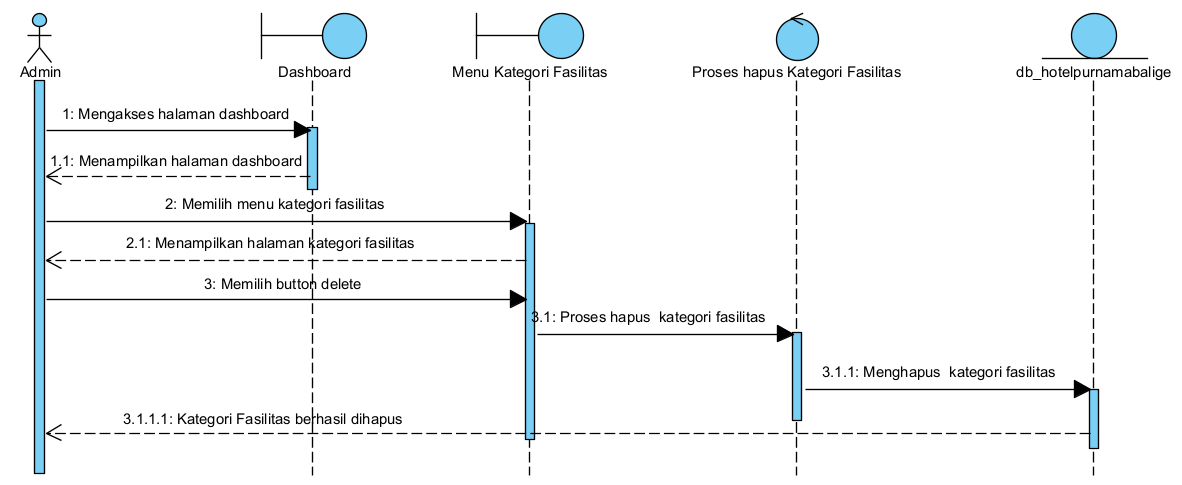 Admin
Dashboard
Menu Kategori Fasilitas
Proses hapus Kategori Fasilitas
db_hotelpurnamabalige
1: Mengakses halaman dashboard
1.1: Menampilkan halaman dashboard
2: Memilih menu kategori fasilitas
2.1: Menampilkan halaman kategori fasilitas
3: Memilih button delete
3.1: Proses hapus  kategori fasilitas
3.1.1: Menghapus  kategori fasilitas
3.1.1.1: Kategori Fasilitas berhasil dihapus